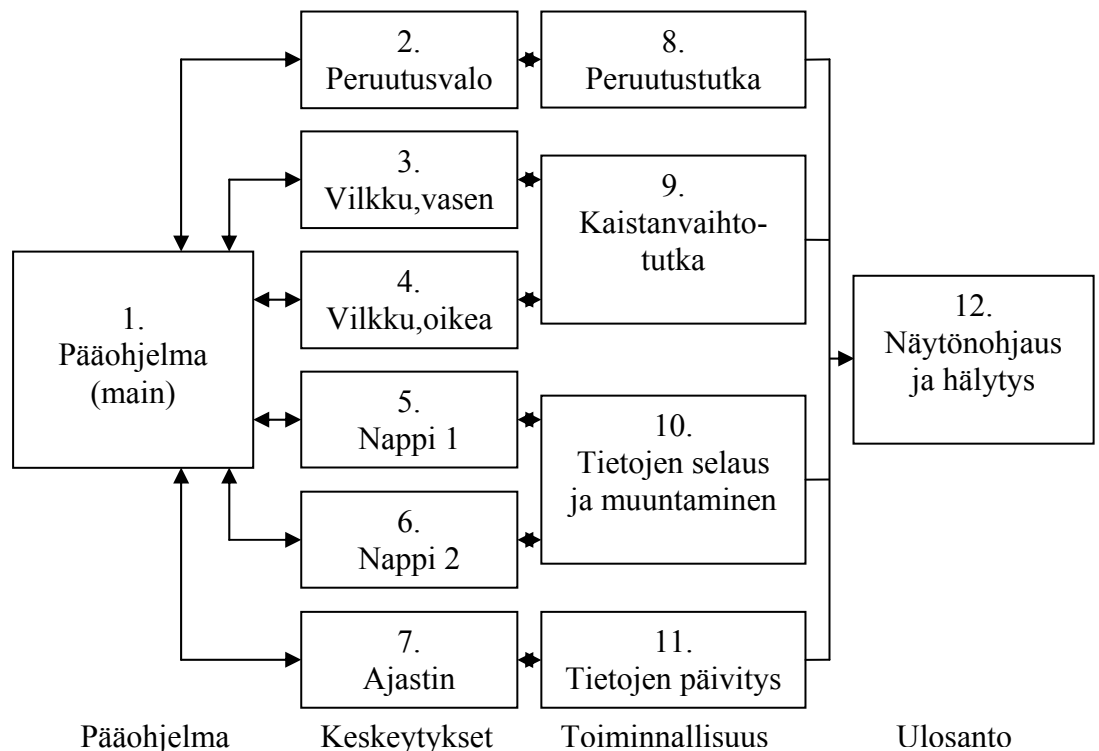 2.
Peruutusvalo
8.
Peruutustutka
3.
Vilkku,vasen
9.
Kaistanvaihto-
tutka
4.
Vilkku,oikea
1.
Pääohjelma
(main)
12.
Näytönohjaus
ja hälytys
5.
Nappi 1
10.
Tietojen selaus
ja muuntaminen
6.
Nappi 2
7.
Ajastin
11.
Tietojen päivitys
Pääohjelma
Keskeytykset
Toiminnallisuus
Ulosanto